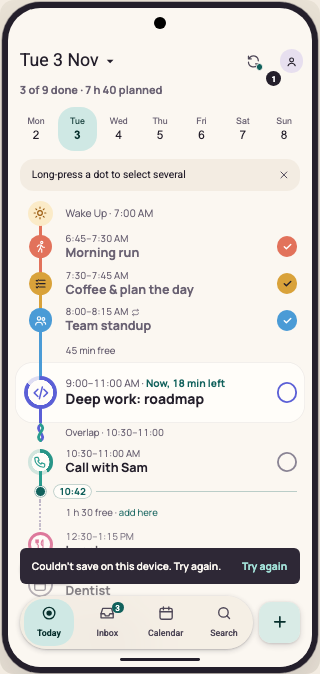 Tue 3 Nov
1
3 of 9 done · 7 h 40 planned
Mon Tue Wed Thu Fri Sat Sun
2 3 4 5 6 7 8
Long-press a dot to select several
Wake Up · 7:00 AM
6:45–7:30 AM
Morning run
7:30–7:45 AM
Coffee & plan the day
8:00–8:15 AM
Team standup
45 min free
9:00–11:00 AM · Now, 18 min left
Deep work: roadmap
Overlap · 10:30–11:00
10:30–11:00 AM
Call with Sam
10:42
1 h 30 free · add here
12:30–1:15 PM
Couldn't save on this device. Try again. Try again
Dentist
3
Today Inbox Calendar Search